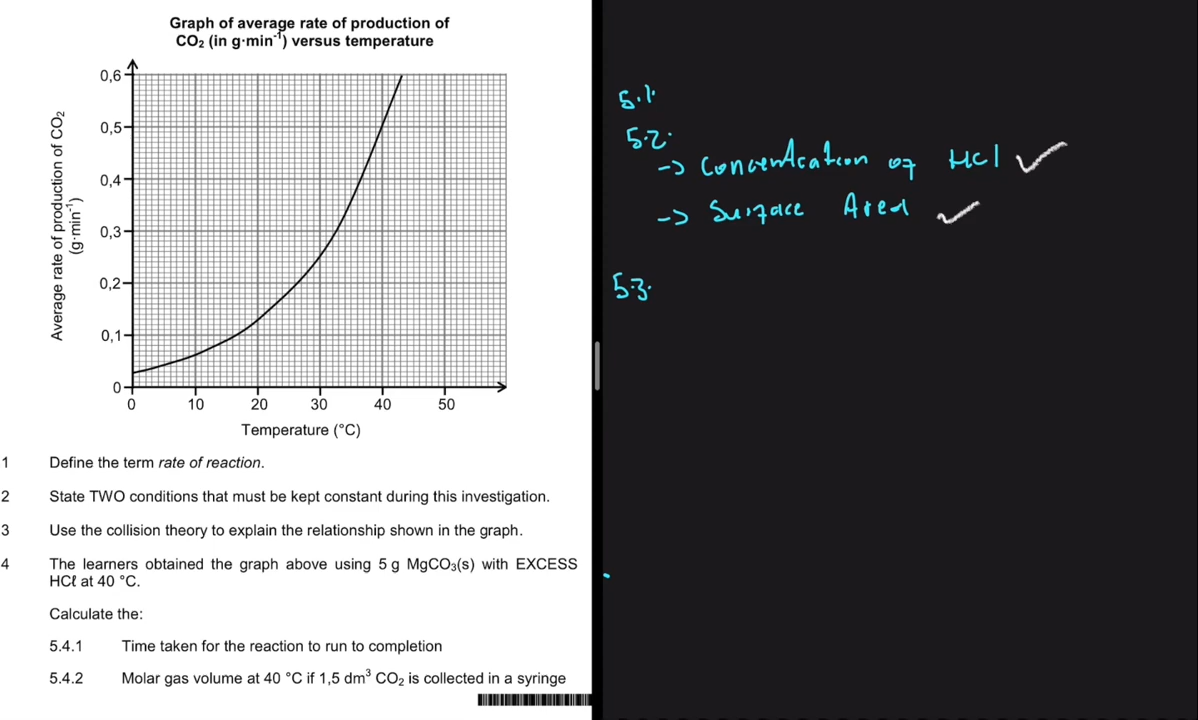 Graph of average rate of production of
CO₂ (in g·min⁻¹) versus temperature
Average rate of production of CO₂
(g·min⁻¹)
0,6
0,5
0,4
0,3
0,2
0,1
0
0 10 20 30 40 50
Temperature (°C)
1 Define the term rate of reaction.
2 State TWO conditions that must be kept constant during this investigation.
3 Use the collision theory to explain the relationship shown in the graph.
4 The learners obtained the graph above using 5 g MgCO₃(s) with EXCESS
HCℓ at 40 °C.
Calculate the:
5.4.1 Time taken for the reaction to run to completion
5.4.2 Molar gas volume at 40 °C if 1,5 dm³ CO₂ is collected in a syringe
5.1.
5.2.
-> Concentration of HCl ✓
-> Surface Area ✓
5.3.